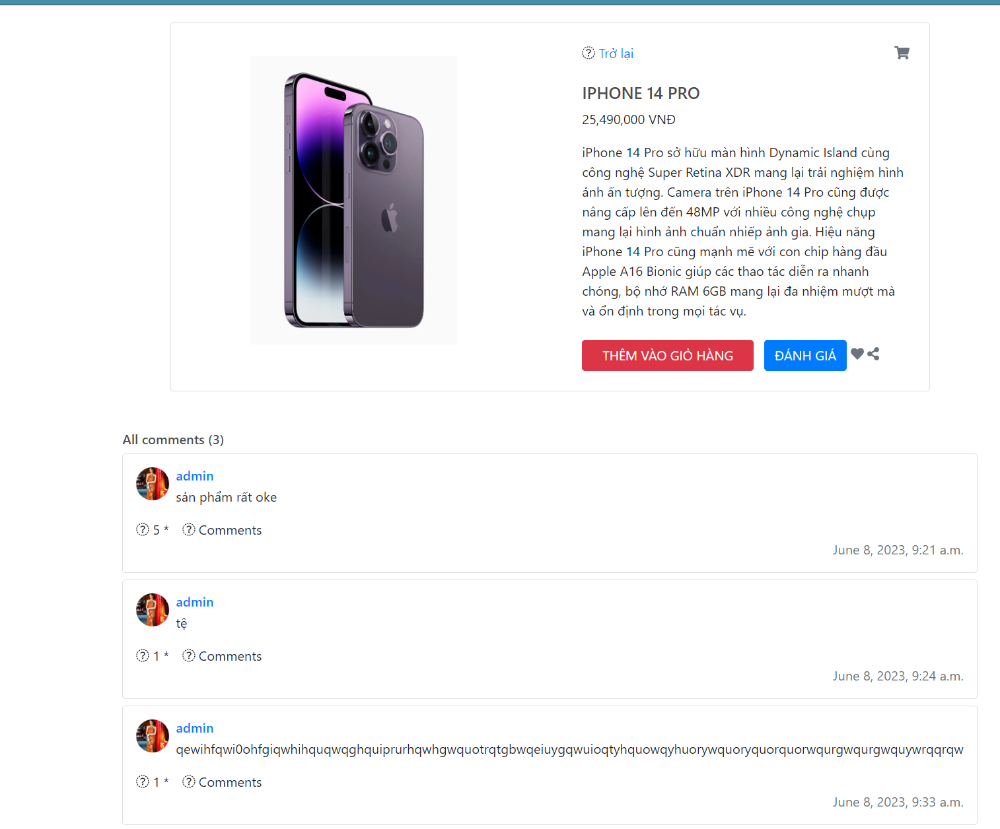 Trở lại
IPHONE 14 PRO
25,490,000 VNĐ
iPhone 14 Pro sở hữu màn hình Dynamic Island cùng
công nghệ Super Retina XDR mang lại trải nghiệm hình
ảnh ấn tượng. Camera trên iPhone 14 Pro cũng được
nâng cấp lên đến 48MP với nhiều công nghệ chụp
mang lại hình ảnh chuẩn nhiếp ảnh gia. Hiệu năng
iPhone 14 Pro cũng mạnh mẽ với con chip hàng đầu
Apple A16 Bionic giúp các thao tác diễn ra nhanh
chóng, bộ nhớ RAM 6GB mang lại đa nhiệm mượt mà
và ổn định trong mọi tác vụ.
THÊM VÀO GIỎ HÀNG ĐÁNH GIÁ
All comments (3)
admin
sản phẩm rất oke
5 * Comments
June 8, 2023, 9:21 a.m.
admin
tệ
1 * Comments
June 8, 2023, 9:24 a.m.
admin
qewihfqwi0ohfgiqwhihquqwqghquiprurhqwhgwquotrqtgbwqeiuygqwuioqtyhquowqyhuorywquoryquorquorwqurgwqurgwquywrqqrqw
1 * Comments
June 8, 2023, 9:33 a.m.